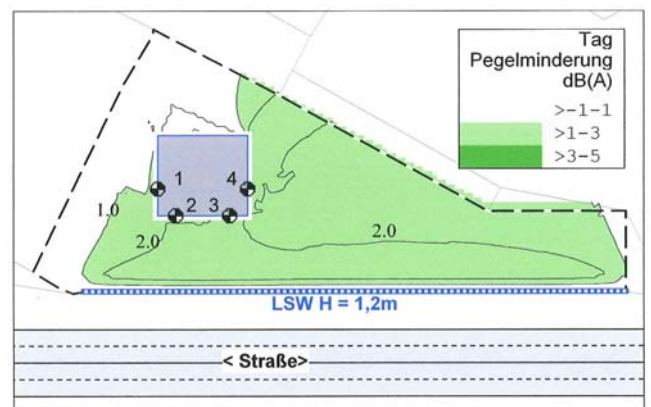 Tag
Pegelminderung
dB(A)
>-1-1
>1-3
>3-5
1
4
2 3
1.0
2.0
2.0
LSW H = 1,2m
< Straße>